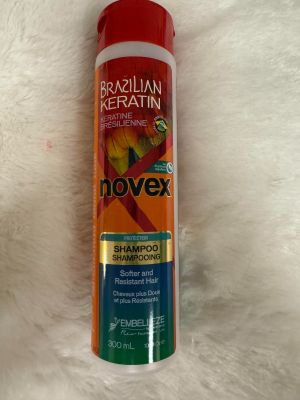 BRAZILIAN
KERATIN
KERATINE
BRÉSILIENNE
novex
PROTECTION
SHAMPOO
SHAMPOOING
Softer and
Resistant Hair
Cheveux plus Doux
et plus Résistants
EMBELLEZE
300 mL